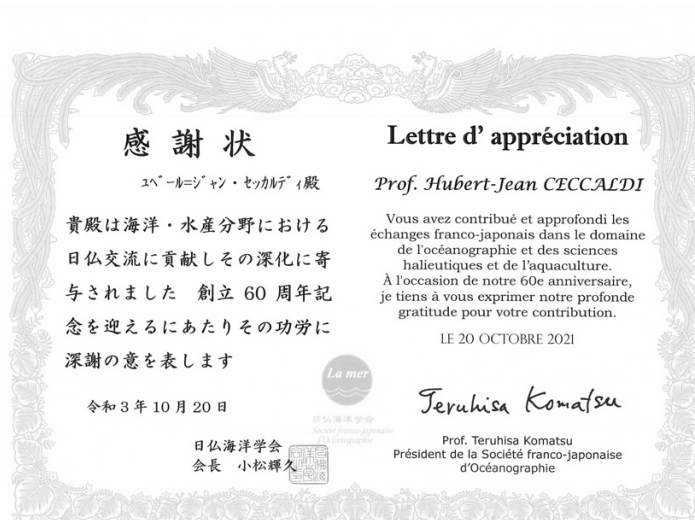 感謝状
ユベール=ジャン・セッカルディ殿
貴殿は海洋・水産分野における
日仏交流に貢献しその深化に寄
与されました　創立 60 周年記
念を迎えるにあたりその功労に
深謝の意を表します
令和3年10月20日
日仏海洋学会
会長　小松輝久
Lettre d' appréciation
Prof. Hubert-Jean CECCALDI
Vous avez contribué et approfondi les
échanges franco-japonais dans le domaine
de l'océanographie et des sciences
halieutiques et de l'aquaculture.
À l'occasion de notre 60e anniversaire,
je tiens à vous exprimer notre profonde
gratitude pour votre contribution.
LE 20 OCTOBRE 2021
La mer
日仏海洋学会
Société franco-japonaise
d'Océanographie
Teruhisa Komatsu
Prof. Teruhisa Komatsu
Président de la Société franco-japonaise
d'Océanographie